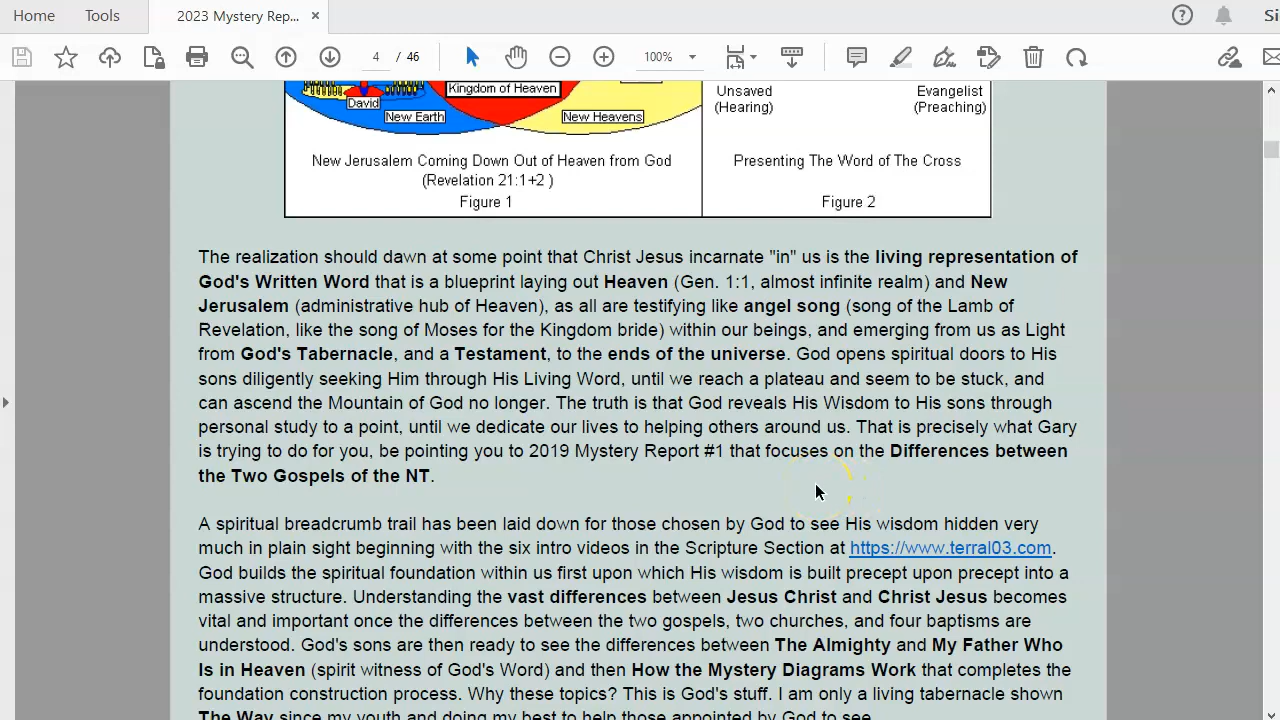 Home
Tools
2023 Mystery Rep...
×
?
Si
4 / 46
100%
Kingdom of Heaven
David
New Earth
New Heavens
Unsaved
(Hearing)
Evangelist
(Preaching)
New Jerusalem Coming Down Out of Heaven from God
(Revelation 21:1+2 )
Figure 1
Presenting The Word of The Cross
Figure 2
The realization should dawn at some point that Christ Jesus incarnate "in" us is the living representation of
God's Written Word that is a blueprint laying out Heaven (Gen. 1:1, almost infinite realm) and New
Jerusalem (administrative hub of Heaven), as all are testifying like angel song (song of the Lamb of
Revelation, like the song of Moses for the Kingdom bride) within our beings, and emerging from us as Light
from God's Tabernacle, and a Testament, to the ends of the universe. God opens spiritual doors to His
sons diligently seeking Him through His Living Word, until we reach a plateau and seem to be stuck, and
can ascend the Mountain of God no longer. The truth is that God reveals His Wisdom to His sons through
personal study to a point, until we dedicate our lives to helping others around us. That is precisely what Gary
is trying to do for you, be pointing you to 2019 Mystery Report #1 that focuses on the Differences between
the Two Gospels of the NT.
A spiritual breadcrumb trail has been laid down for those chosen by God to see His wisdom hidden very
much in plain sight beginning with the six intro videos in the Scripture Section at https://www.terral03.com.
God builds the spiritual foundation within us first upon which His wisdom is built precept upon precept into a
massive structure. Understanding the vast differences between Jesus Christ and Christ Jesus becomes
vital and important once the differences between the two gospels, two churches, and four baptisms are
understood. God's sons are then ready to see the differences between The Almighty and My Father Who
Is in Heaven (spirit witness of God's Word) and then How the Mystery Diagrams Work that completes the
foundation construction process. Why these topics? This is God's stuff. I am only a living tabernacle shown
The Way since my youth and doing my best to help those appointed by God to see.